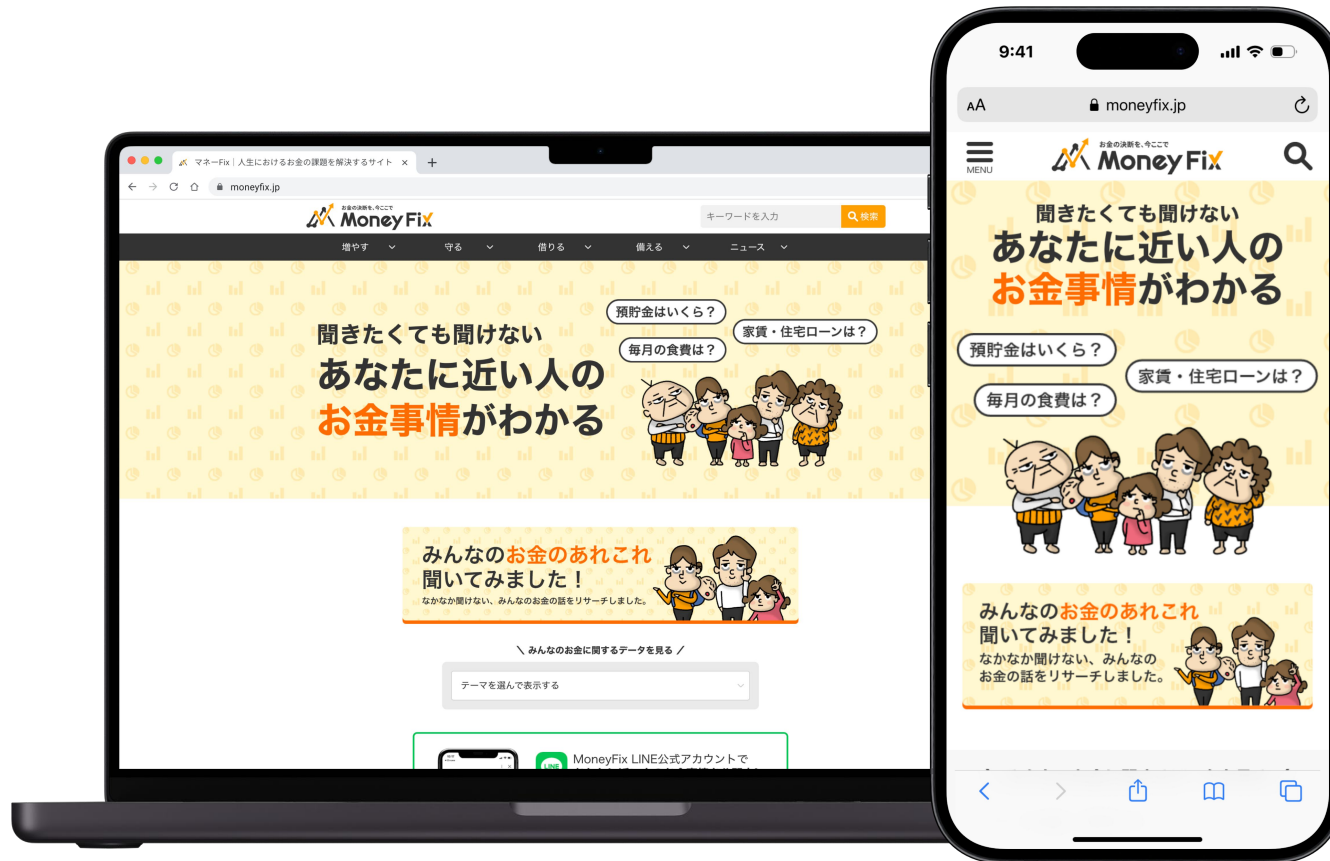 マネーFix｜人生におけるお金の課題を解決するサイト
moneyfix.jp
お金の決断を、今ここで
MoneyFix
キーワードを入力
検索
増やす
守る
借りる
備える
ニュース
聞きたくても聞けない
あなたに近い人の
お金事情がわかる
預貯金はいくら？
家賃・住宅ローンは？
毎月の食費は？
みんなのお金のあれこれ
聞いてみました！
なかなか聞けない、みんなのお金の話をリサーチしました。
\ みんなのお金に関するデータを見る /
テーマを選んで表示する
LINE
MoneyFix LINE公式アカウントで
9:41
AA
moneyfix.jp
MENU
お金の決断を、今ここで
MoneyFix
聞きたくても聞けない
あなたに近い人の
お金事情がわかる
預貯金はいくら？
家賃・住宅ローンは？
毎月の食費は？
みんなのお金のあれこれ
聞いてみました！
なかなか聞けない、みんなの
お金の話をリサーチしました。